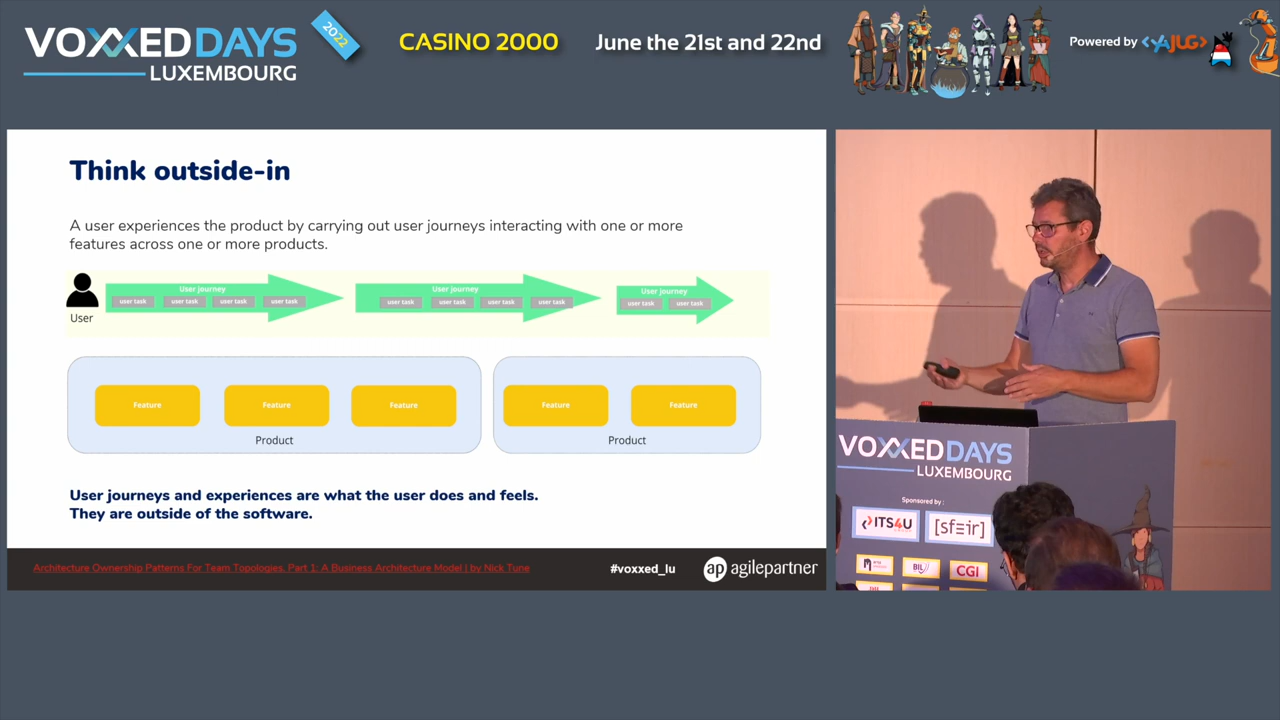 VOXXEDDAYS
LUXEMBOURG
2022
CASINO 2000
June the 21st and 22nd
Powered by <YAJUG>
Think outside-in
A user experiences the product by carrying out user journeys interacting with one or more
features across one or more products.
User
User journey
user task user task user task user task
User journey
user task user task user task user task
User journey
user task user task
Feature Feature Feature
Product
Feature Feature
Product
User journeys and experiences are what the user does and feels.
They are outside of the software.
Architecture Ownership Patterns For Team Topologies. Part 1: A Business Architecture Model | by Nick Tune
#voxxed_lu
ap agilepartner
VOXXEDDAYS
LUXEMBOURG
Sponsored by :
ITS4U
[sfeir]
BIL
CGI